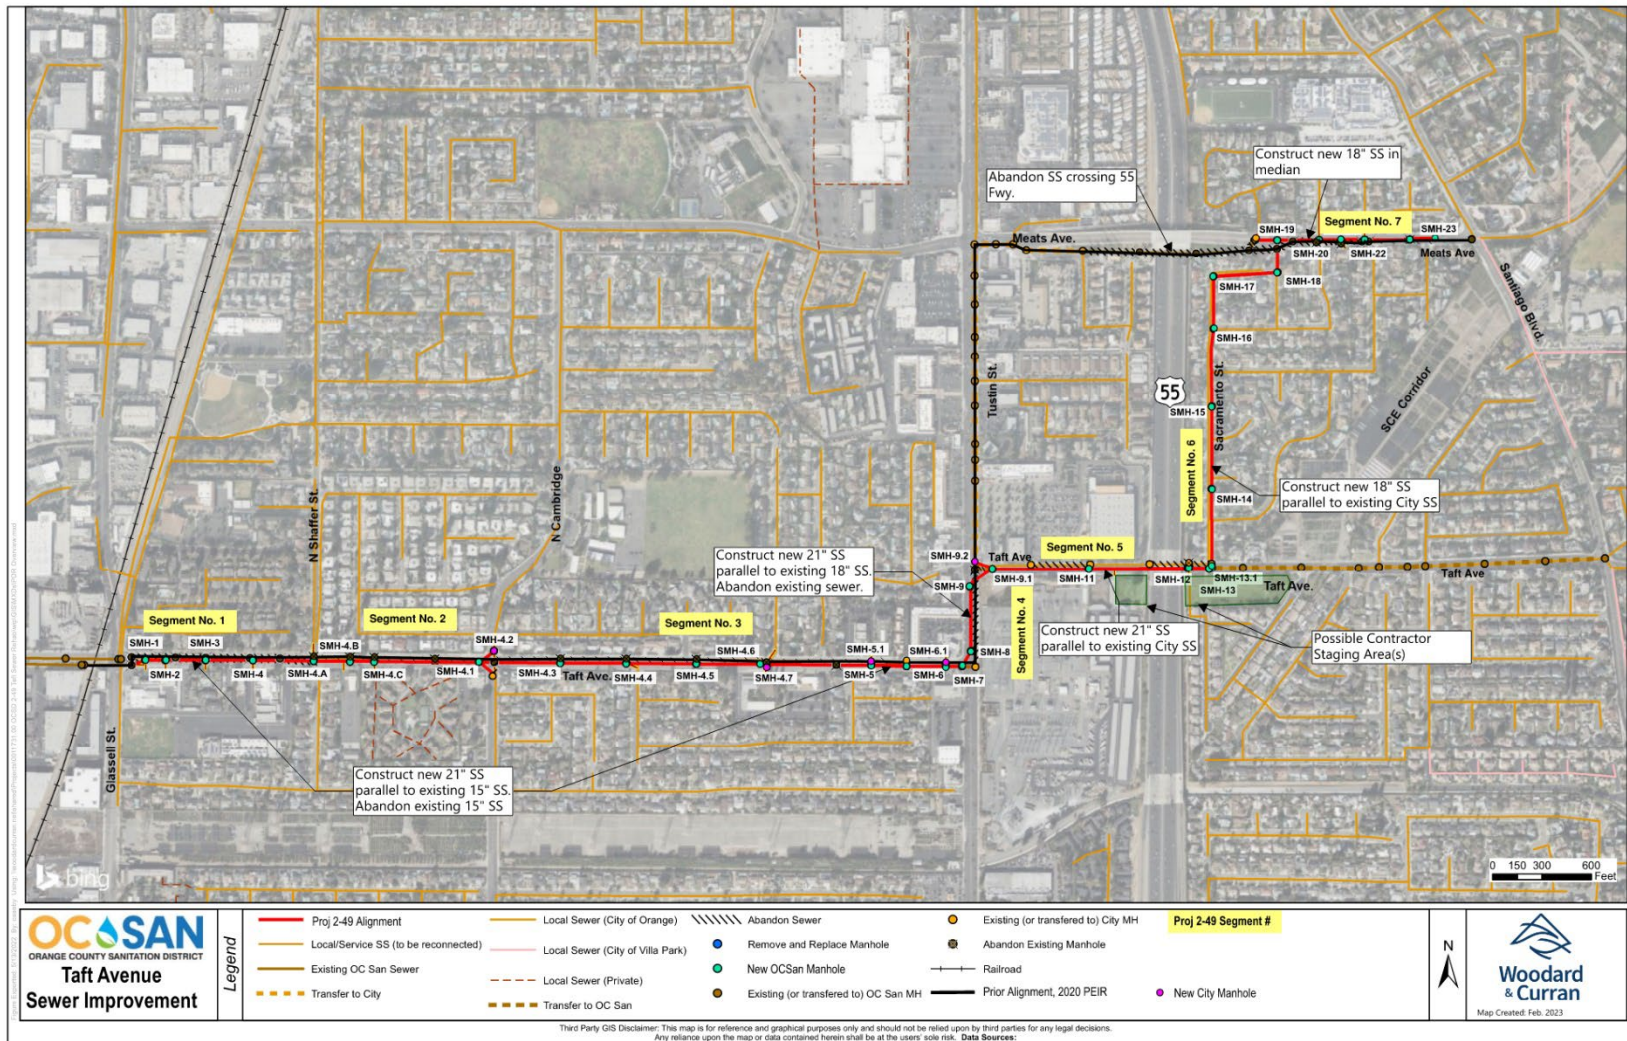 Construct new 18" SS in
median
Abandon SS crossing 55
Fwy.
Segment No. 7
SMH-19
SMH-23
Meats Ave.
SMH-20
SMH-22
Meats Ave
SMH-17
SMH-18
Santiago Blvd.
SMH-16
Tustin St.
55
SMH-15
Sacramento St.
SCE Corridor
Segment No. 6
SMH-14
Construct new 18" SS
parallel to existing City SS
N Shaffer St.
N Cambridge
Construct new 21" SS
parallel to existing 18" SS.
Abandon existing sewer.
SMH-9.2
Taft Ave
Segment No. 5
SMH-9
SMH-9.1
SMH-11
SMH-12
SMH-13.1
SMH-13
Taft Ave.
Taft Ave
Segment No. 4
Construct new 21" SS
parallel to existing City SS
Possible Contractor
Staging Area(s)
Segment No. 1
Segment No. 2
Segment No. 3
SMH-1
SMH-3
SMH-4.B
SMH-4.2
SMH-4.6
SMH-5.1
SMH-6.1
SMH-8
SMH-2
SMH-4
SMH-4.A
SMH-4.C
SMH-4.1
SMH-4.3
Taft Ave.
SMH-4.4
SMH-4.5
SMH-4.7
SMH-5
SMH-6
SMH-7
Glassell St.
Construct new 21" SS
parallel to existing 15" SS.
Abandon existing 15" SS
bing
0 150 300 600
Feet
OC SAN
ORANGE COUNTY SANITATION DISTRICT
Taft Avenue
Sewer Improvement
Legend
Proj 2-49 Alignment
Local/Service SS (to be reconnected)
Existing OC San Sewer
Transfer to City
Local Sewer (City of Orange)
Local Sewer (City of Villa Park)
Local Sewer (Private)
Transfer to OC San
Abandon Sewer
Remove and Replace Manhole
New OCSan Manhole
Existing (or transfered to) OC San MH
Existing (or transfered to) City MH
Abandon Existing Manhole
Railroad
Prior Alignment, 2020 PEIR
Proj 2-49 Segment #
New City Manhole
N
Woodard
& Curran
Map Created: Feb. 2023
Third Party GIS Disclaimer: This map is for reference and graphical purposes only and should not be relied upon by third parties for any legal decisions.
Any reliance upon the map or data contained herein shall be at the users' sole risk. Data Sources: